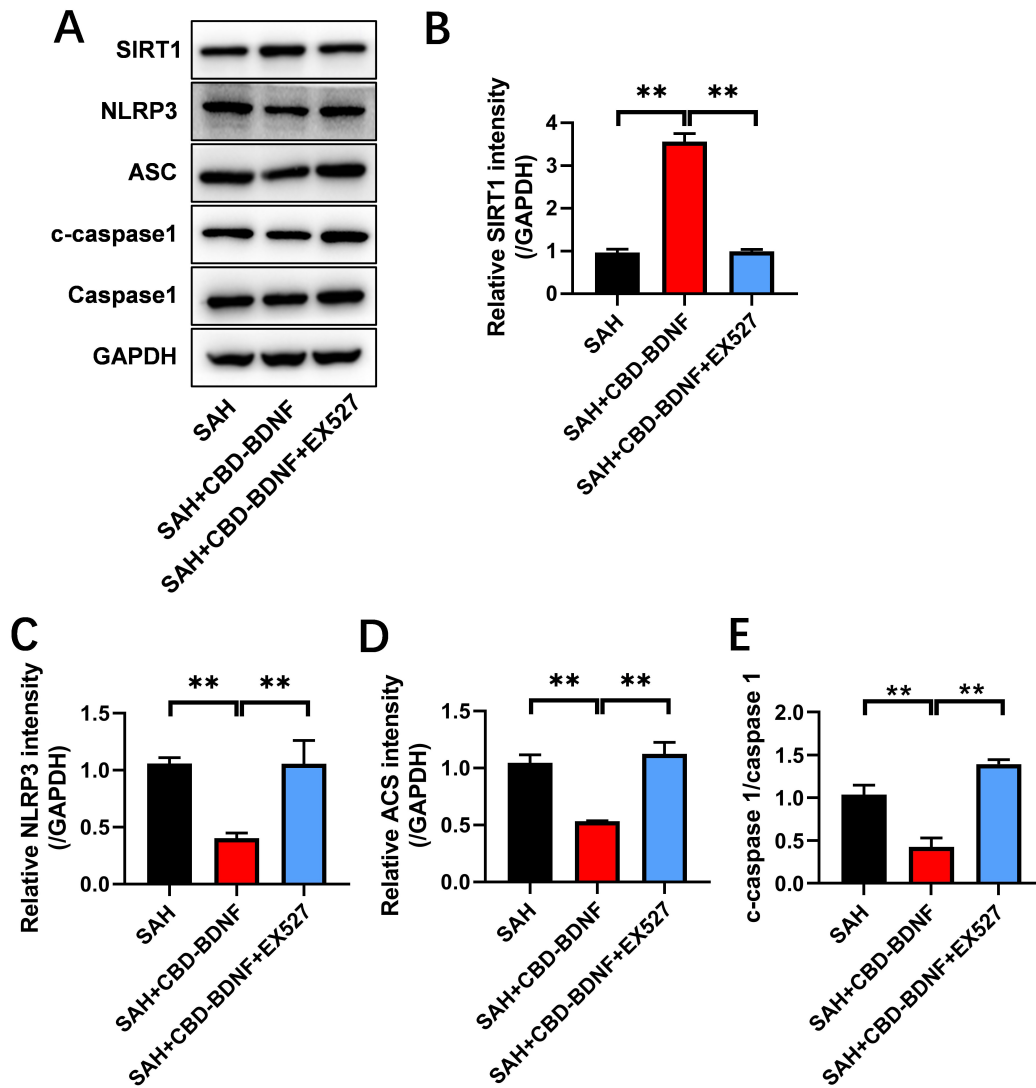 A
SIRT1
NLRP3
ASC
c-caspase1
Caspase1
GAPDH
SAH
SAH+CBD-BDNF
SAH+CBD-BDNF+EX527
B
Relative SIRT1 intensity
(/GAPDH)
** **
4
3
2
1
0
SAH
SAH+CBD-BDNF
SAH+CBD-BDNF+EX527
C
Relative NLRP3 intensity
(/GAPDH)
** **
1.5
1.0
0.5
0.0
SAH
SAH+CBD-BDNF
SAH+CBD-BDNF+EX527
D
Relative ACS intensity
(/GAPDH)
** **
1.5
1.0
0.5
0.0
SAH
SAH+CBD-BDNF
SAH+CBD-BDNF+EX527
E
c-caspase 1/caspase 1
** **
2.0
1.5
1.0
0.5
0.0
SAH
SAH+CBD-BDNF
SAH+CBD-BDNF+EX527